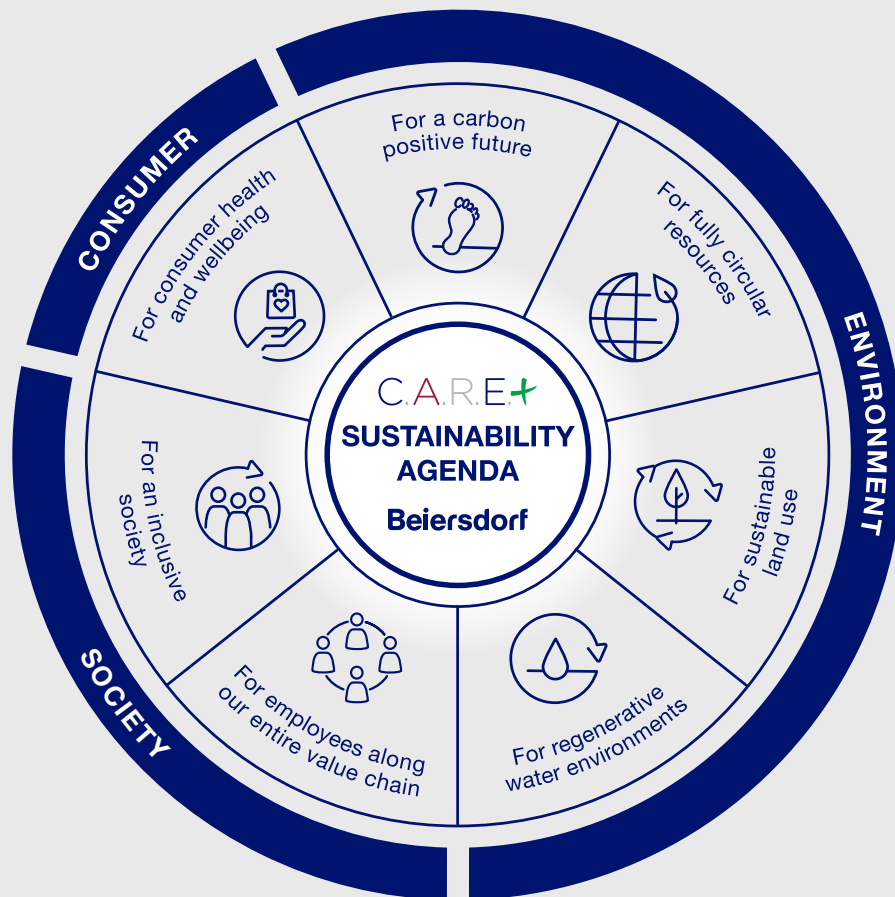 CONSUMER
ENVIRONMENT
SOCIETY
For a carbon
positive future
For fully circular
resources
For sustainable
land use
For regenerative
water environments
For employees along
our entire value chain
For an inclusive
society
For consumer health
and wellbeing
C.A.R.E.+
SUSTAINABILITY
AGENDA
Beiersdorf